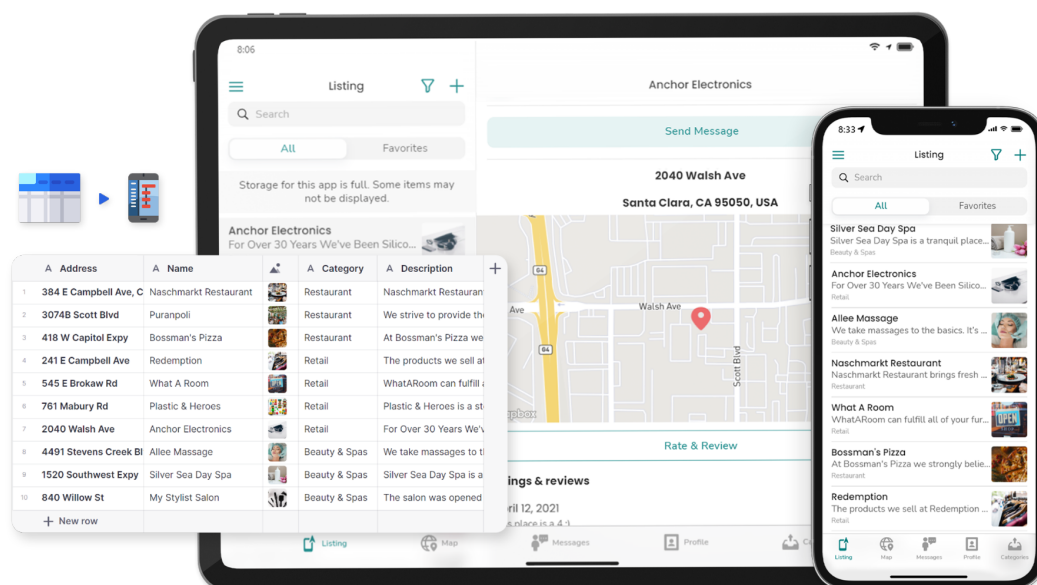 8:06
Listing
Search
All
Favorites
Storage for this app is full. Some items may
not be displayed.
Anchor Electronics
For Over 30 Years We've Been Silico...
Anchor Electronics
Send Message
2040 Walsh Ave
Santa Clara, CA 95050, USA
64
Ave
Walsh Ave
64
Scott Blvd
pbox
Rate & Review
ings & reviews
ril 12, 2021
s place is a 4 :)
Listing
Map
Messages
Profile
C
Address Name Category Description
1 384 E Campbell Ave, C Naschmarkt Restaurant Restaurant Naschmarkt Restauran
2 3074B Scott Blvd Puranpoli Restaurant We strive to provide the
3 418 W Capitol Expy Bossman's Pizza Restaurant At Bossman's Pizza we
4 241 E Campbell Ave Redemption Retail The products we sell at
5 545 E Brokaw Rd What A Room Retail WhatARoom can fulfill a
6 761 Mabury Rd Plastic & Heroes Retail Plastic & Heroes is a sto
7 2040 Walsh Ave Anchor Electronics Retail For Over 30 Years We'v
8 4491 Stevens Creek Bl Allee Massage Beauty & Spas We take massages to th
9 1520 Southwest Expy Silver Sea Day Spa Beauty & Spas Silver Sea Day Spa is a
10 840 Willow St My Stylist Salon Beauty & Spas The salon was opened
New row
8:33
Listing
Search
All
Favorites
Silver Sea Day Spa
Silver Sea Day Spa is a tranquil place...
Beauty & Spas
Anchor Electronics
For Over 30 Years We've Been Silico...
Retail
Allee Massage
We take massages to the basics. It's ...
Beauty & Spas
Naschmarkt Restaurant
Naschmarkt Restaurant brings fresh ...
Restaurant
What A Room
WhatARoom can fulfill all of your fur...
Retail
OPEN
Bossman's Pizza
At Bossman's Pizza we strongly belie...
Restaurant
Redemption
The products we sell at Redemption ...
Retail
Listing
Map
Messages
Profile
Categories